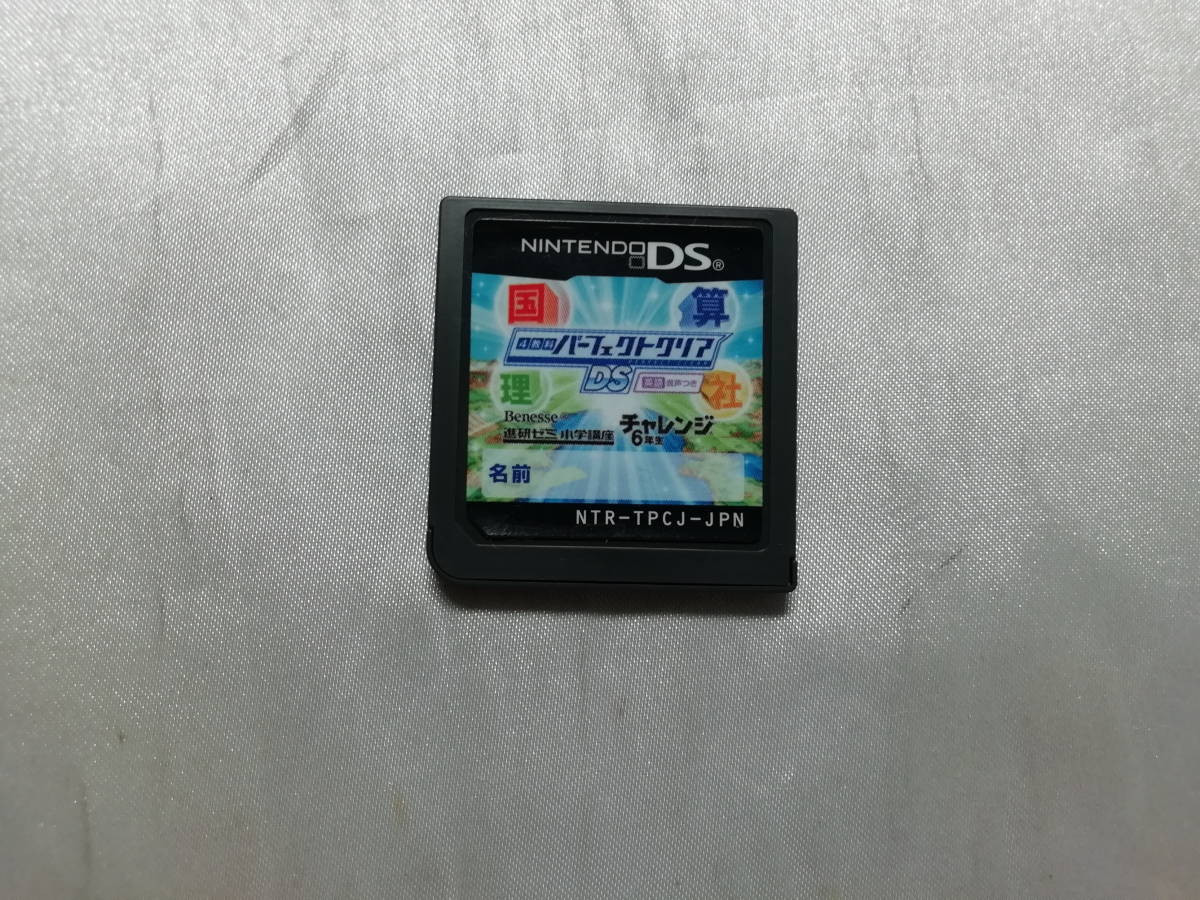 NINTENDO DS®
国 算
4教科 パーフェクトクリア
PERFECT CLEAR
DS 英語 音声つき
理 社
Benesse
進研ゼミ 小学講座 チャレンジ
6年生
名前
NTR-TPCJ-JPN